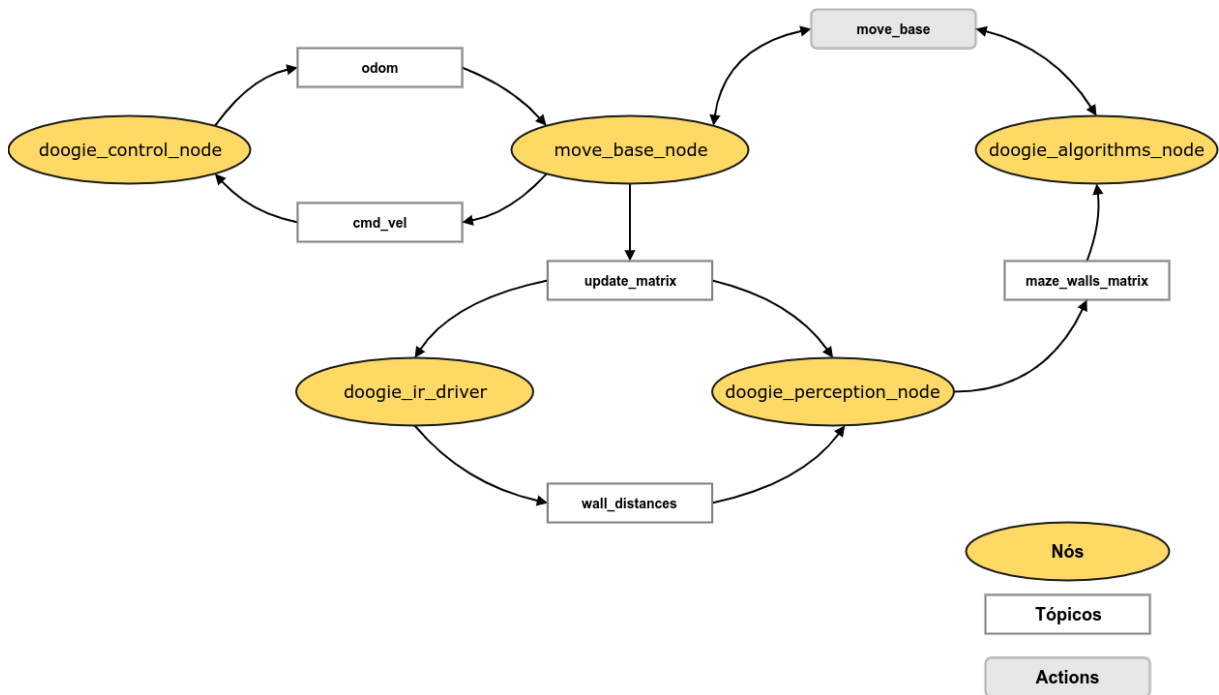 move_base
odom
doogie_control_node
move_base_node
doogie_algorithms_node
cmd_vel
update_matrix
maze_walls_matrix
doogie_ir_driver
doogie_perception_node
wall_distances
Nós
Tópicos
Actions